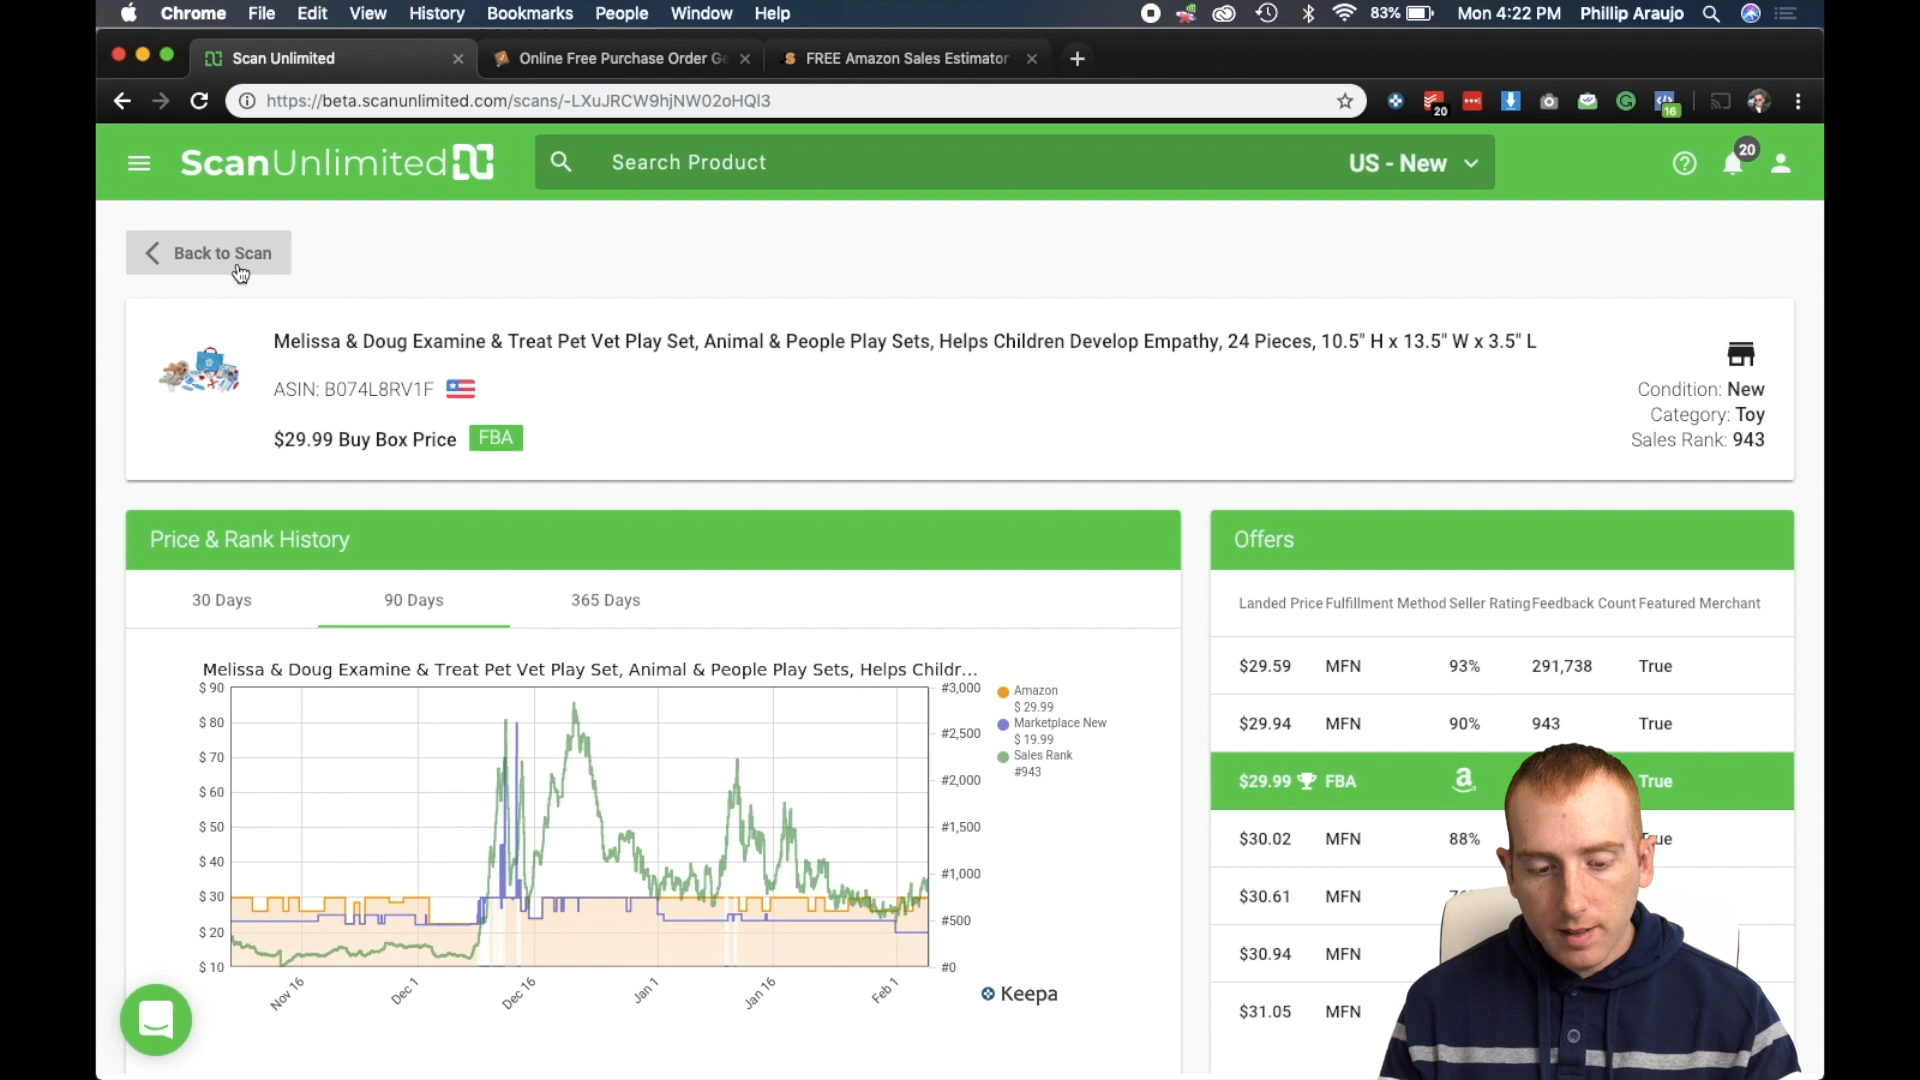 Chrome File Edit View History Bookmarks People Window Help 83% Mon 4:22 PM Phillip Araujo
Scan Unlimited Online Free Purchase Order Ge FREE Amazon Sales Estimator
https://beta.scanunlimited.com/scans/-LXuJRCW9hjNW02oHQI3 20 16
ScanUnlimited Search Product US - New 20
Back to Scan
Melissa & Doug Examine & Treat Pet Vet Play Set, Animal & People Play Sets, Helps Children Develop Empathy, 24 Pieces, 10.5" H x 13.5" W x 3.5" L
ASIN: B074L8RV1F
$29.99 Buy Box Price FBA
Condition: New
Category: Toy
Sales Rank: 943
Price & Rank History
30 Days 90 Days 365 Days
Melissa & Doug Examine & Treat Pet Vet Play Set, Animal & People Play Sets, Helps Childr...
$ 90
$ 80
$ 70
$ 60
$ 50
$ 40
$ 30
$ 20
$ 10
#3,000
#2,500
#2,000
#1,500
#1,000
#500
#0
Nov 16 Dec 1 Dec 16 Jan 1 Jan 16 Feb 1
Amazon
$ 29.99
Marketplace New
$ 19.99
Sales Rank
#943
Keepa
Offers
Landed Price Fulfillment Method Seller Rating Feedback Count Featured Merchant
$29.59 MFN 93% 291,738 True
$29.94 MFN 90% 943 True
$29.99 FBA a True
$30.02 MFN 88%
$30.61 MFN
$30.94 MFN
$31.05 MFN